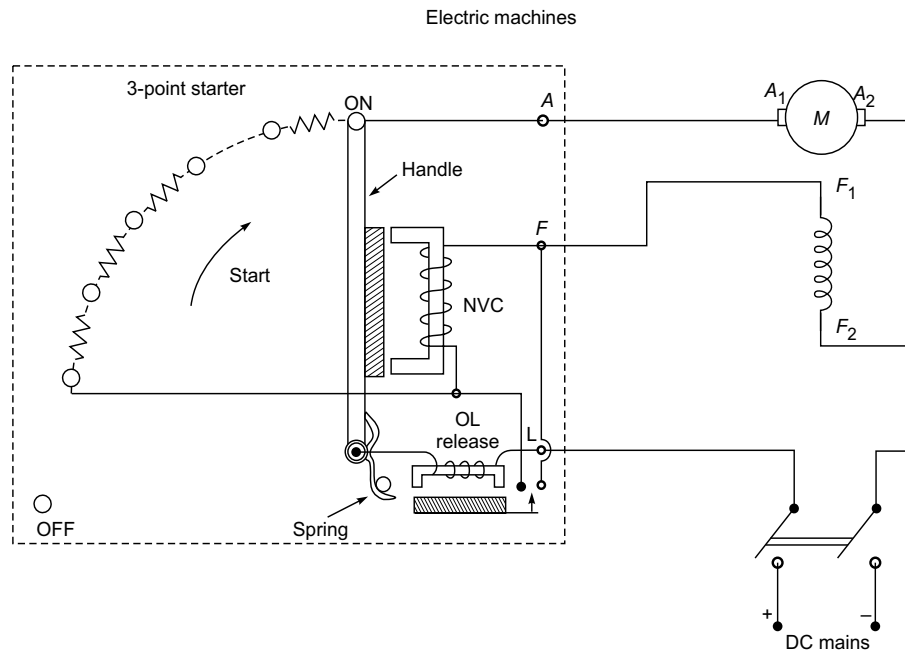 Electric machines
3-point starter
ON
A
A1
M
A2
Handle
F
F1
Start
NVC
F2
OL
release
L
Spring
OFF
+
–
DC mains